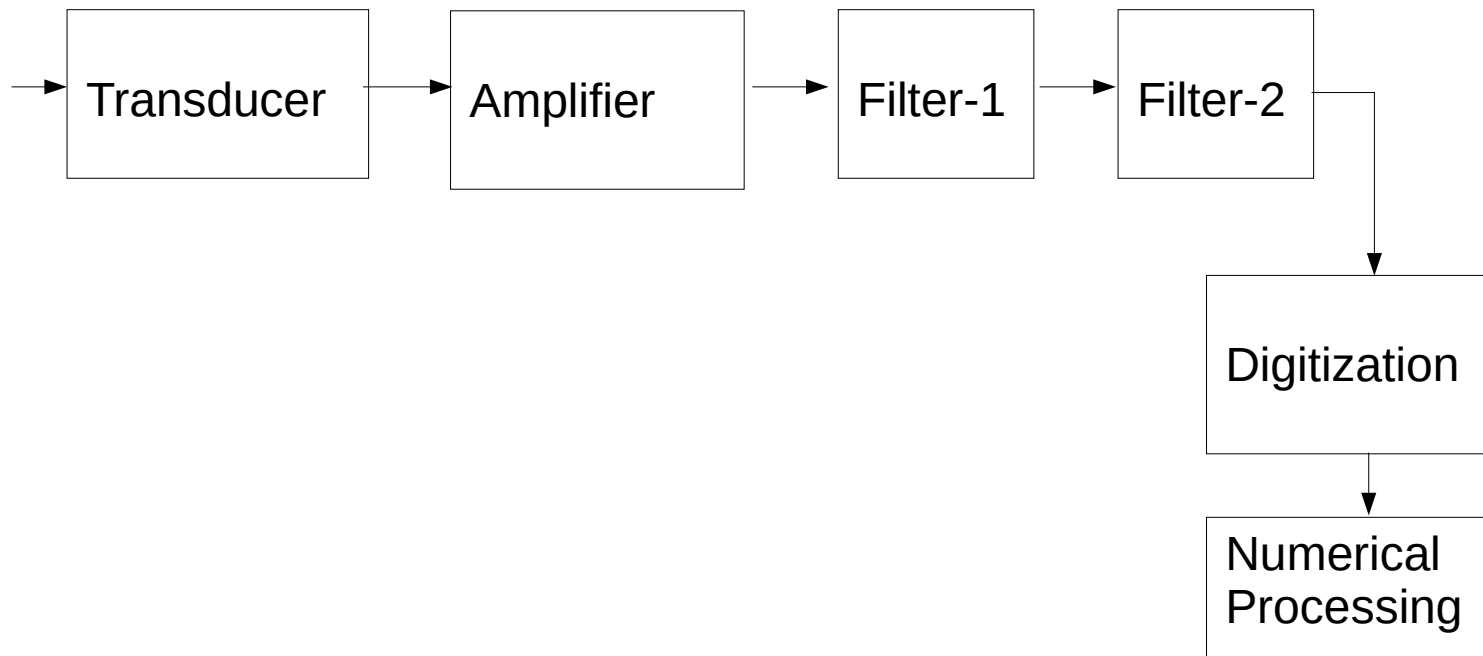 Transducer
Amplifier
Filter-1
Filter-2
Digitization
Numerical
Processing